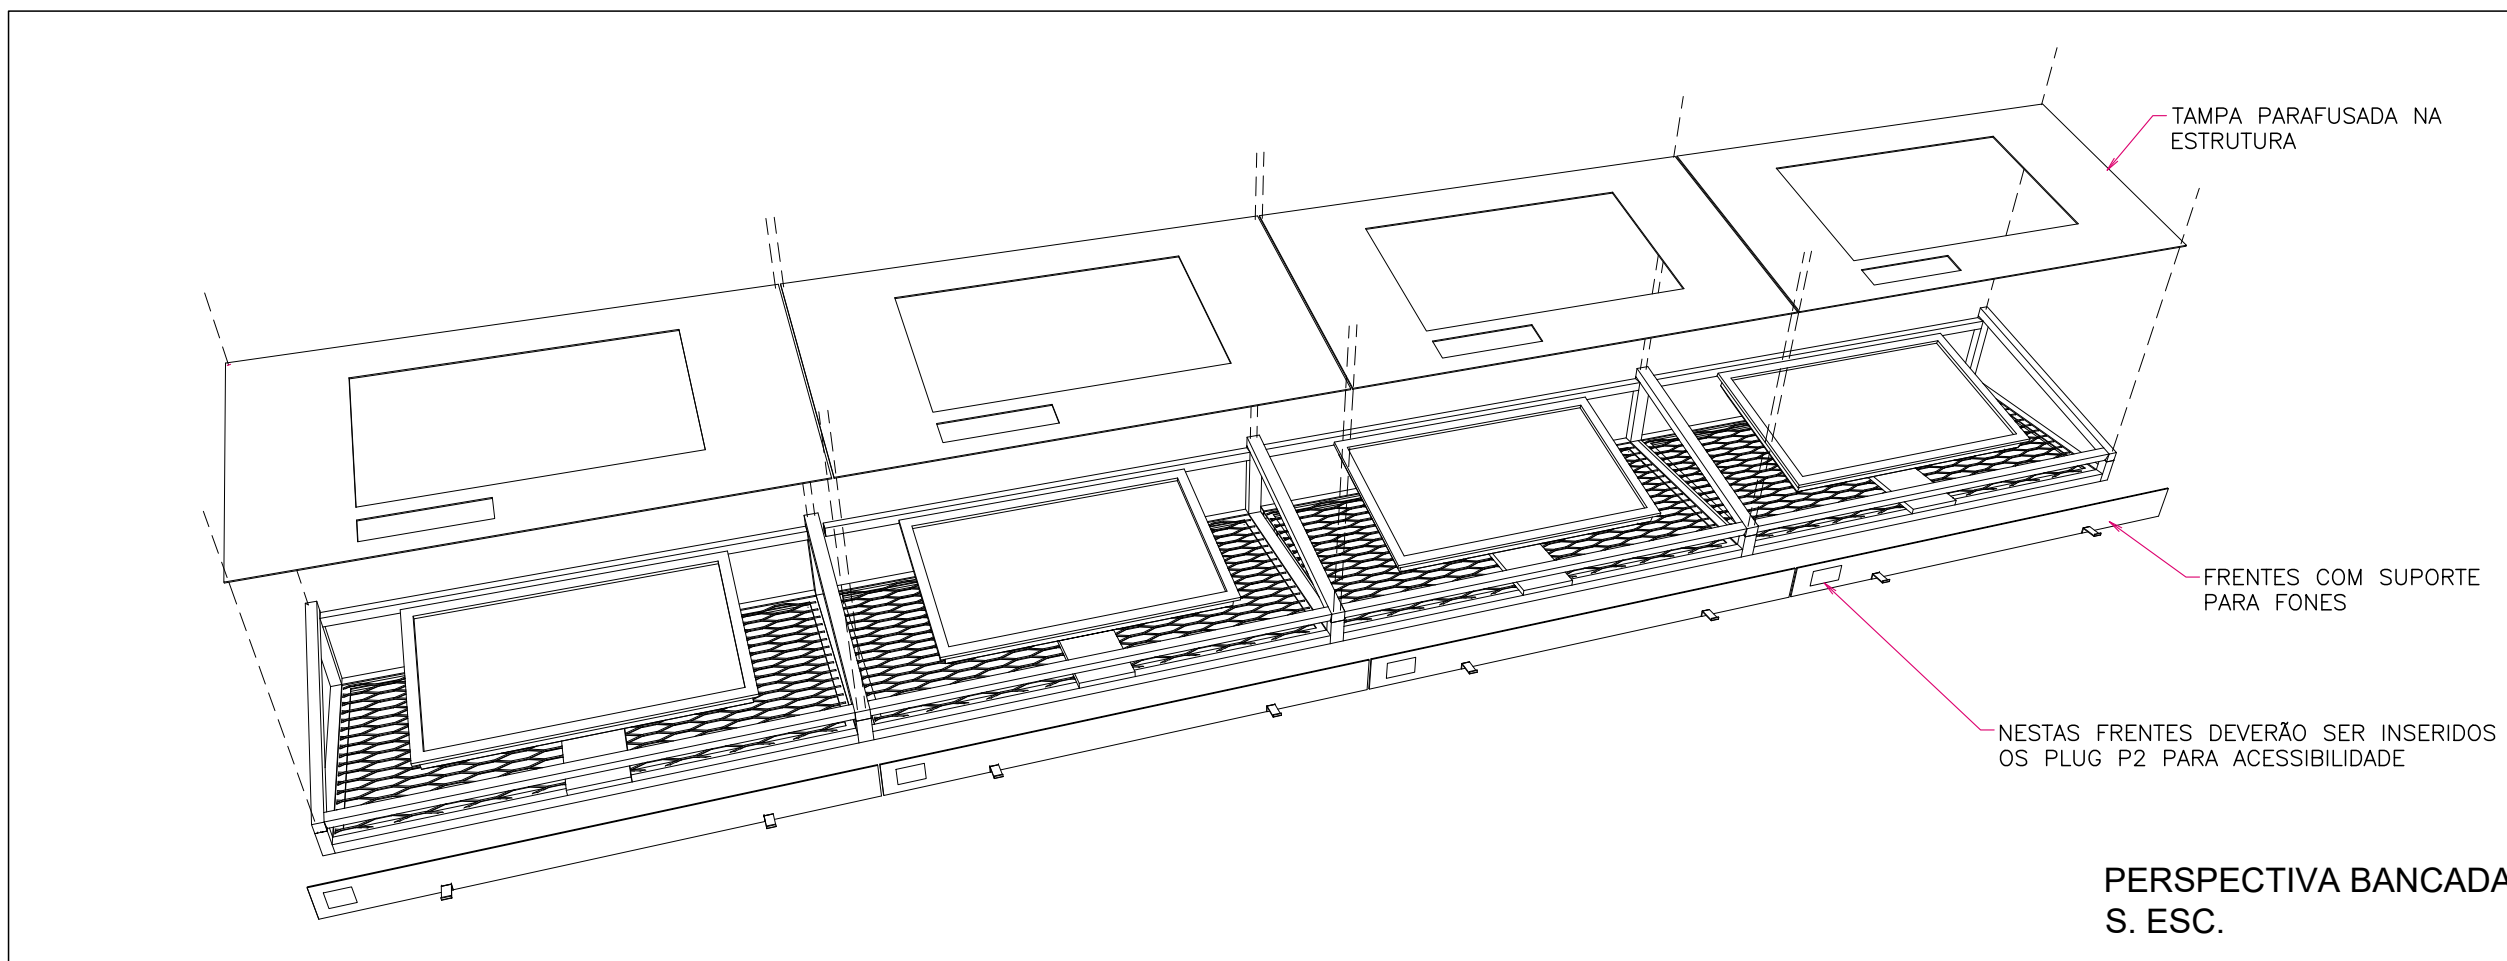 TAMPA PARAFUSADA NA
ESTRUTURA
FRENTES COM SUPORTE
PARA FONES
NESTAS FRENTES DEVERÃO SER INSERIDOS
OS PLUG P2 PARA ACESSIBILIDADE
PERSPECTIVA BANCADA
S. ESC.